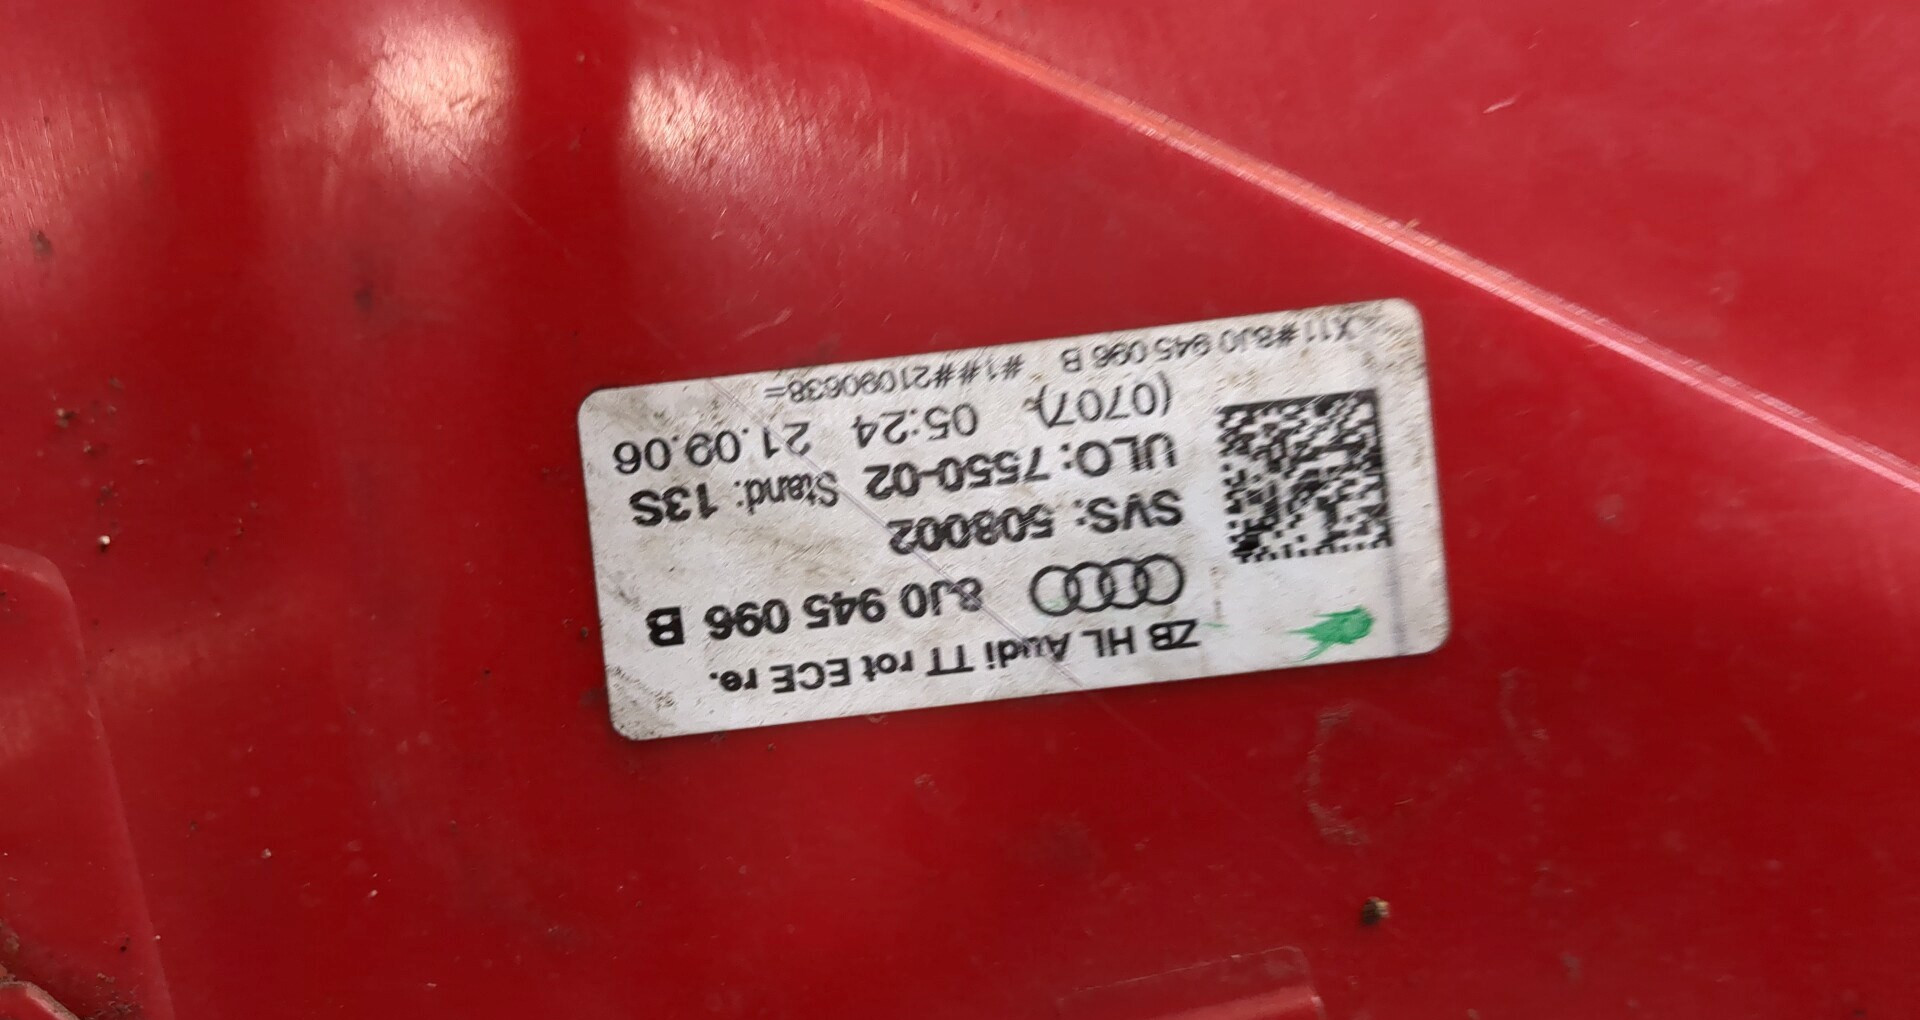 ZB HL Audi TT rot ECE re.
8J0 945 096 B
SVS: 508002
ULO: 7550-02 Stand: 13S
(0707) 05:24 21.09.06
X11#8J0 945 096 B #1##21090638=